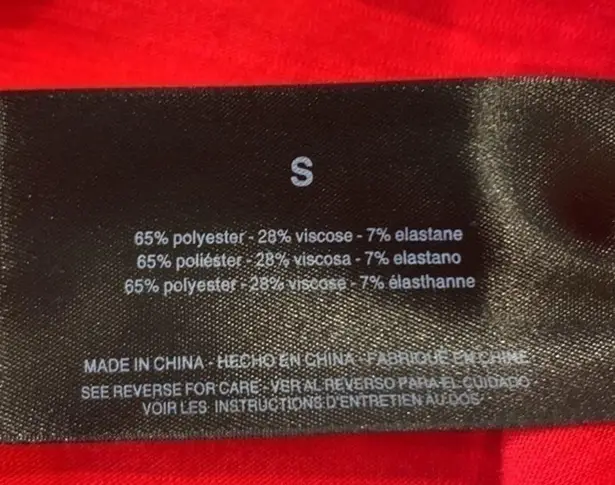 S
65% polyester - 28% viscose - 7% elastane
65% poliéster - 28% viscosa - 7% elastano
65% polyester - 28% viscose - 7% élasthanne
MADE IN CHINA - HECHO EN CHINA - FABRIQUÉ EN CHINE
SEE REVERSE FOR CARE - VER AL REVERSO PARA EL CUIDADO -
VOIR LES INSTRUCTIONS D'ENTRETIEN AU DOS